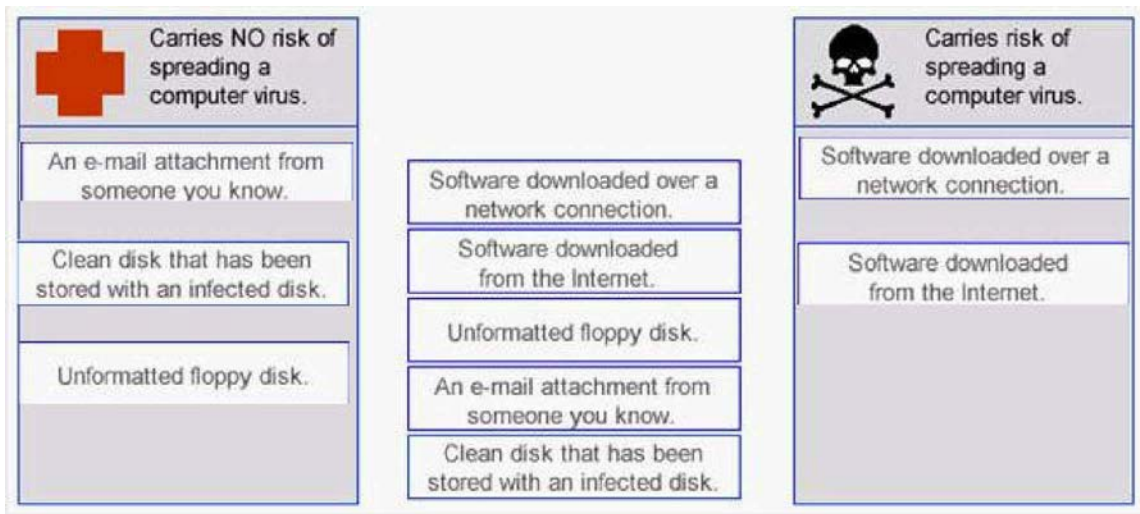 Carries NO risk of
spreading a
computer virus.
An e-mail attachment from
someone you know.
Clean disk that has been
stored with an infected disk.
Unformatted floppy disk.
Software downloaded over a
network connection.
Software downloaded
from the Internet.
Unformatted floppy disk.
An e-mail attachment from
someone you know.
Clean disk that has been
stored with an infected disk.
Carries risk of
spreading a
computer virus.
Software downloaded over a
network connection.
Software downloaded
from the Internet.